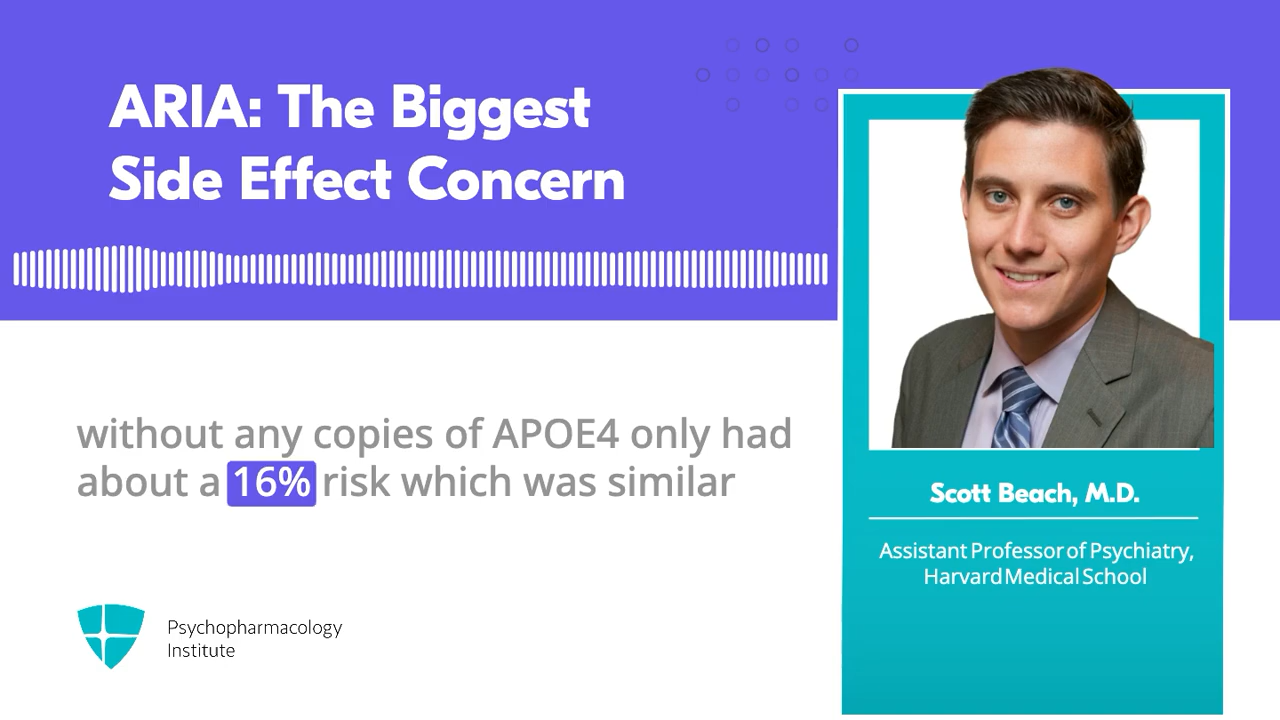 ARIA: The Biggest
Side Effect Concern
without any copies of APOE4 only had
about a 16% risk which was similar
Scott Beach, M.D.
Assistant Professor of Psychiatry,
Harvard Medical School
Psychopharmacology
Institute